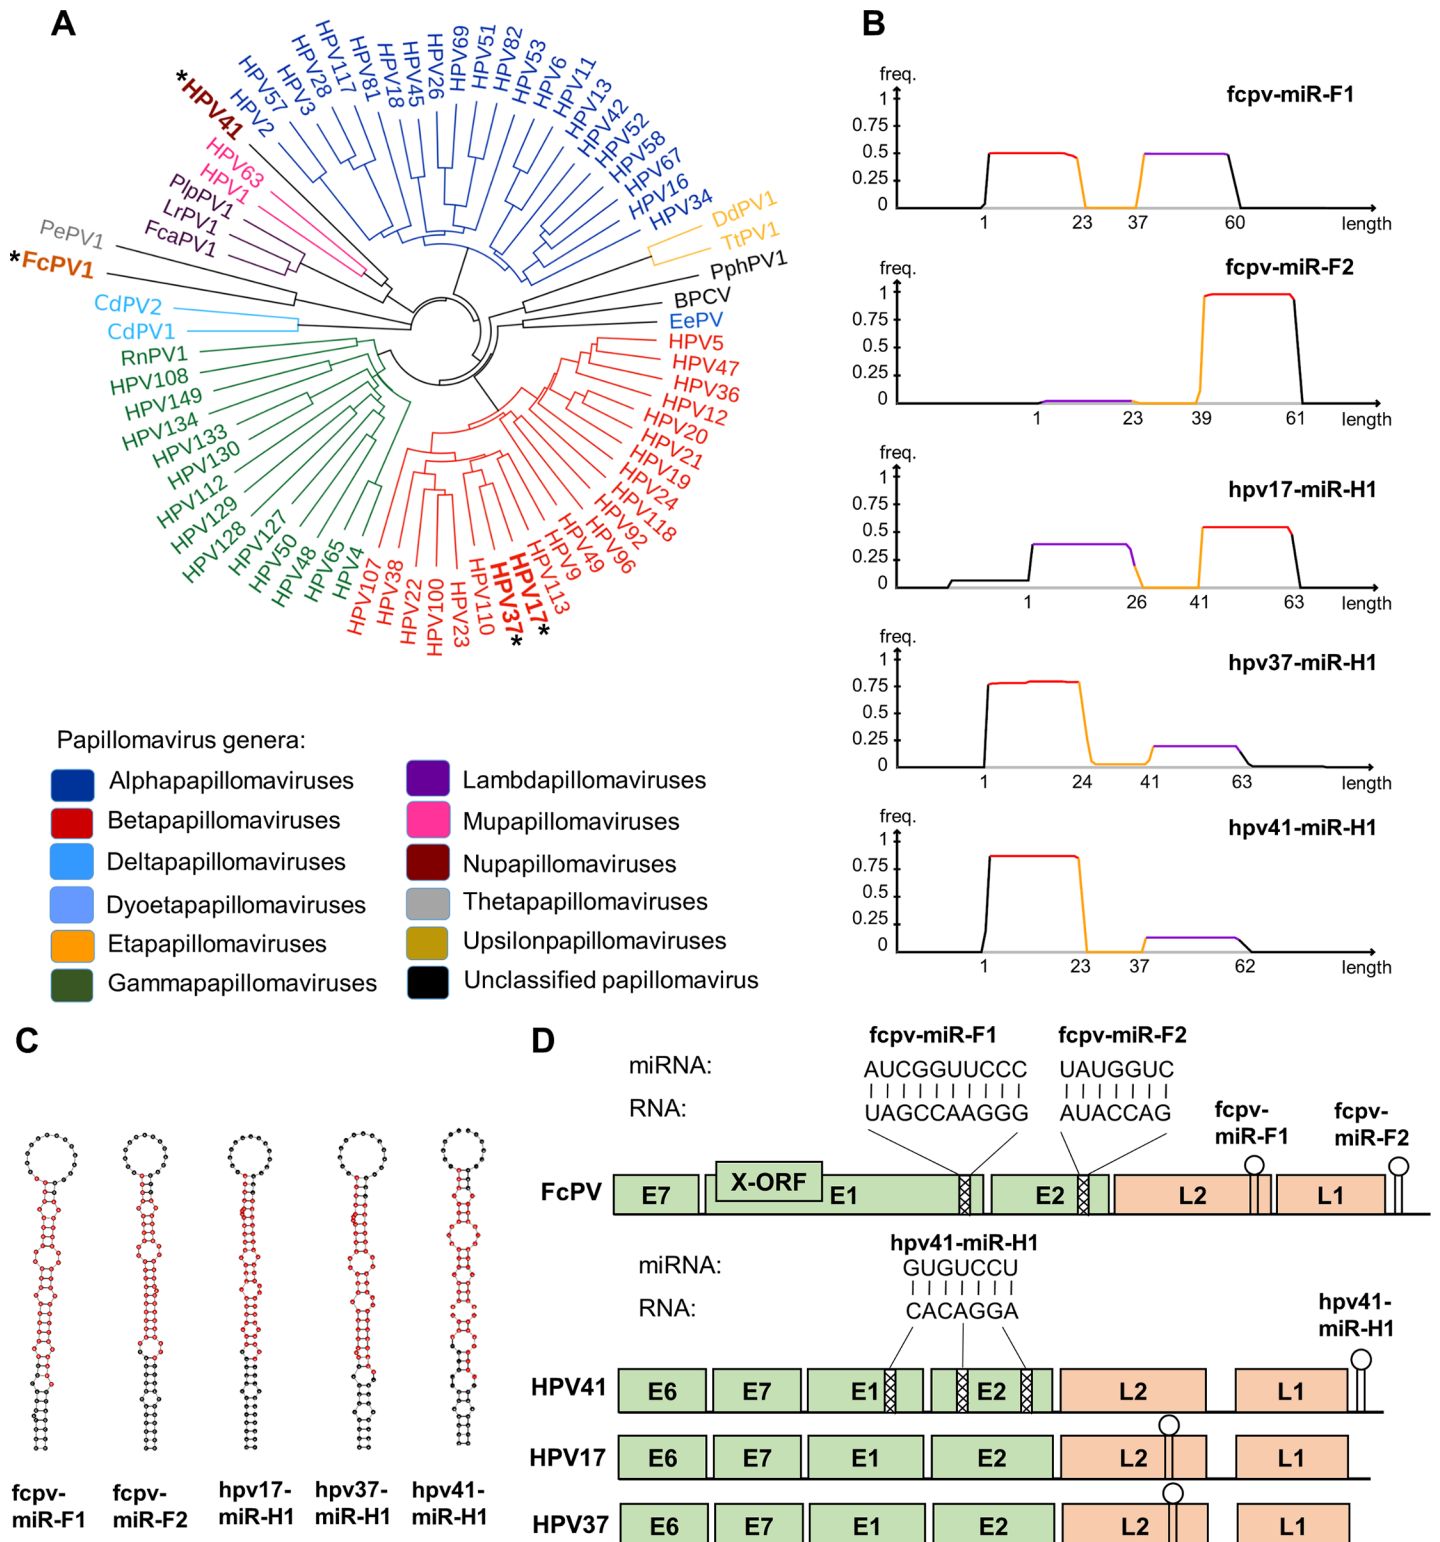 A
*HPV41
HPV57
HPV2
HPV3
HPV28
HPV117
HPV81
HPV18
HPV45
HPV26
HPV69
HPV51
HPV82
HPV53
HPV6
HPV11
HPV13
HPV42
HPV52
HPV58
HPV67
HPV16
HPV34
DdPV1
TtPV1
PphPV1
BPCV
EePV
HPV5
HPV47
HPV36
HPV12
HPV20
HPV21
HPV19
HPV24
HPV118
HPV92
HPV96
HPV49
HPV9
HPV113
HPV17*
HPV37*
HPV110
HPV23
HPV100
HPV22
HPV38
HPV107
HPV4
HPV65
HPV48
HPV50
HPV127
HPV128
HPV129
HPV112
HPV130
HPV133
HPV134
HPV149
HPV108
RnPV1
CdPV1
CdPV2
*FcPV1
PePV1
FcaPV1
LrPV1
PlpPV1
HPV1
HPV63
Papillomavirus genera:
Alphapapillomaviruses
Betapapillomaviruses
Deltapapillomaviruses
Dyoetapapillomaviruses
Etapapillomaviruses
Gammapapillomaviruses
Lambdapapillomaviruses
Mupapillomaviruses
Nupapillomaviruses
Thetapapillomaviruses
Upsilonpapillomaviruses
Unclassified papillomavirus
B
freq.
fcpv-miR-F1
1
0.75
0.5
0.25
0
1 23 37 60 length
freq.
fcpv-miR-F2
1
0.75
0.5
0.25
0
1 23 39 61 length
freq.
hpv17-miR-H1
1
0.75
0.5
0.25
0
1 26 41 63 length
freq.
hpv37-miR-H1
1
0.75
0.5
0.25
0
1 24 41 63 length
freq.
hpv41-miR-H1
1
0.75
0.5
0.25
0
1 23 37 62 length
C
fcpv-
miR-F1
fcpv-
miR-F2
hpv17-
miR-H1
hpv37-
miR-H1
hpv41-
miR-H1
D
fcpv-miR-F1 fcpv-miR-F2
miRNA: AUCGGUUCCC UAUGGUC
RNA: UAGCCAAGGG AUACCAG
fcpv-
miR-F1
fcpv-
miR-F2
FcPV E7 X-ORF E1 E2 L2 L1
hpv41-miR-H1
miRNA: GUGUCCU
RNA: CACAGGA
hpv41-
miR-H1
HPV41 E6 E7 E1 E2 L2 L1
HPV17 E6 E7 E1 E2 L2 L1
HPV37 E6 E7 E1 E2 L2 L1